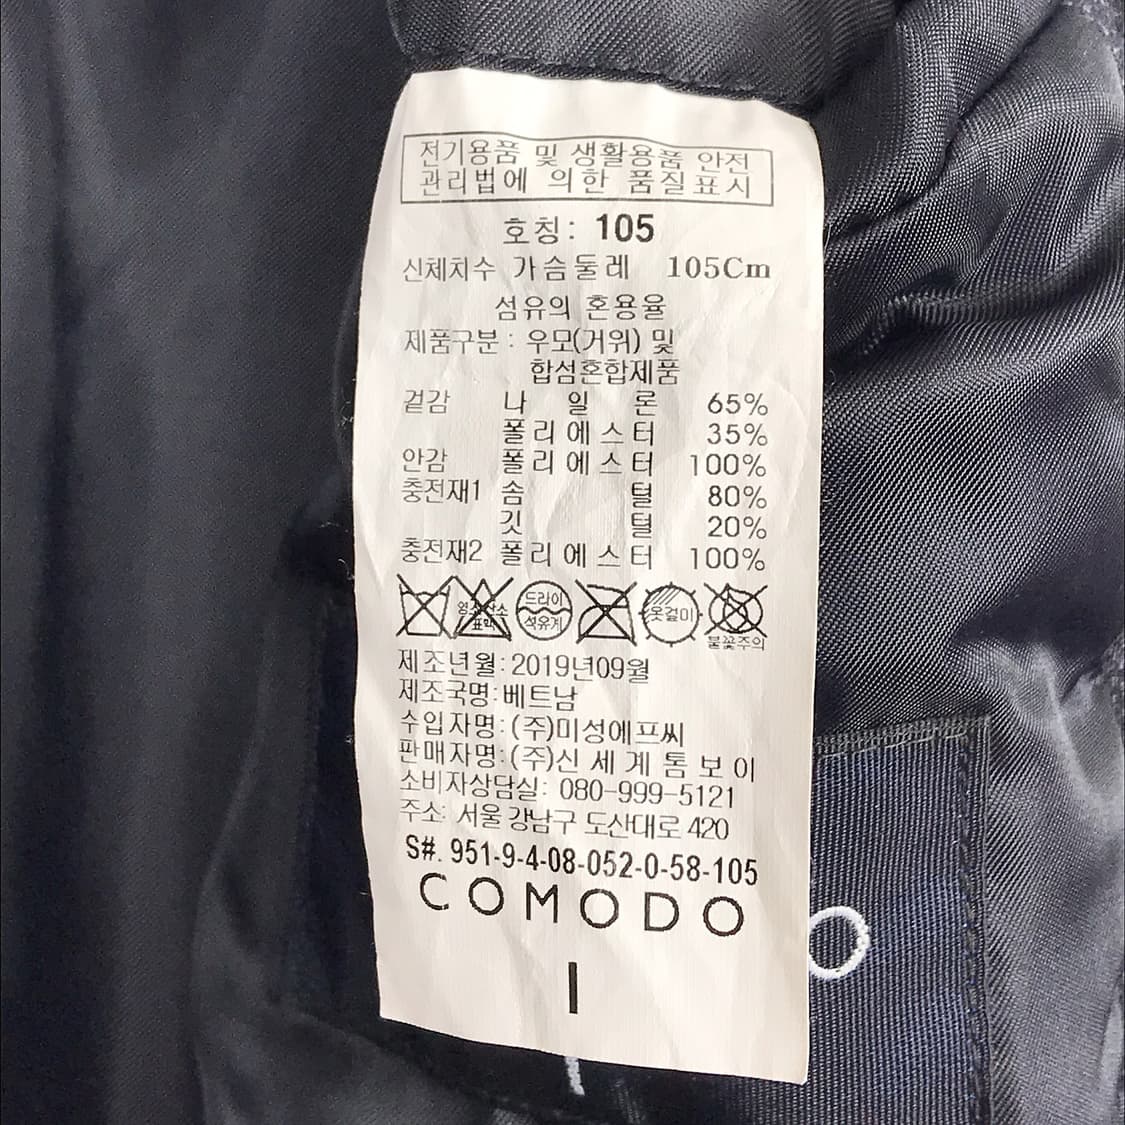 전기용품 및 생활용품 안전
관리법에 의한 품질표시
호칭: 105
신체치수 가슴둘레 105Cm
섬유의 혼용율
제품구분 : 우모(거위) 및
합섬혼합제품
겉감 나 일 론 65%
폴리에스터 35%
안감 폴리에스터 100%
충전재1 솜 털 80%
깃 털 20%
충전재2 폴리에스터 100%
염소산소 표백 드라이 석유계 옷걸이 불꽃주의
제조년월:2019년09월
제조국명:베트남
수입자명:(주)미성에프씨
판매자명:(주)신세계톰보이
소비자상담실: 080-999-5121
주소: 서울 강남구 도산대로 420
S#. 951-9-4-08-052-0-58-105
COMODO
I
O